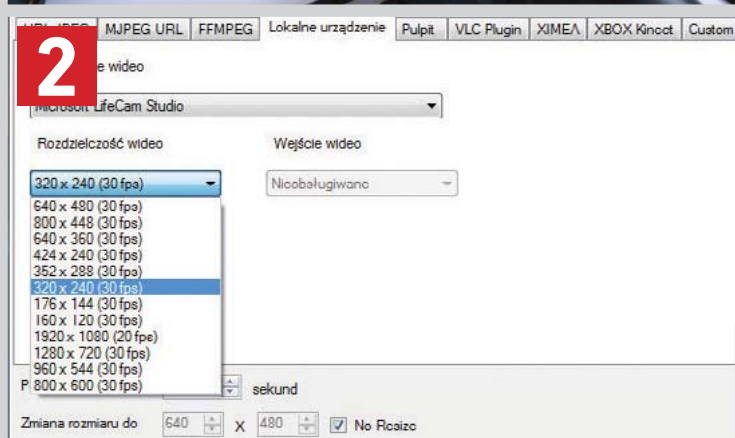 MJPEG URL FFMPEG Lokalne urządzenie Pulpit VLC Plugin XIMEA XBOX Kinect Custom
2
e wideo
Microsoft LifeCam Studio
Rozdzielczość wideo Wejście wideo
320 x 240 (30 fps) Nieobsługiwane
640 x 480 (30 fps)
800 x 448 (30 fps)
640 x 360 (30 fps)
424 x 240 (30 fps)
352 x 288 (30 fps)
320 x 240 (30 fps)
176 x 144 (30 fps)
160 x 120 (30 fps)
1920 x 1080 (20 fps)
1280 x 720 (30 fps)
960 x 544 (30 fps)
800 x 600 (30 fps)
P sekund
Zmiana rozmiaru do 640 X 480 No Resize